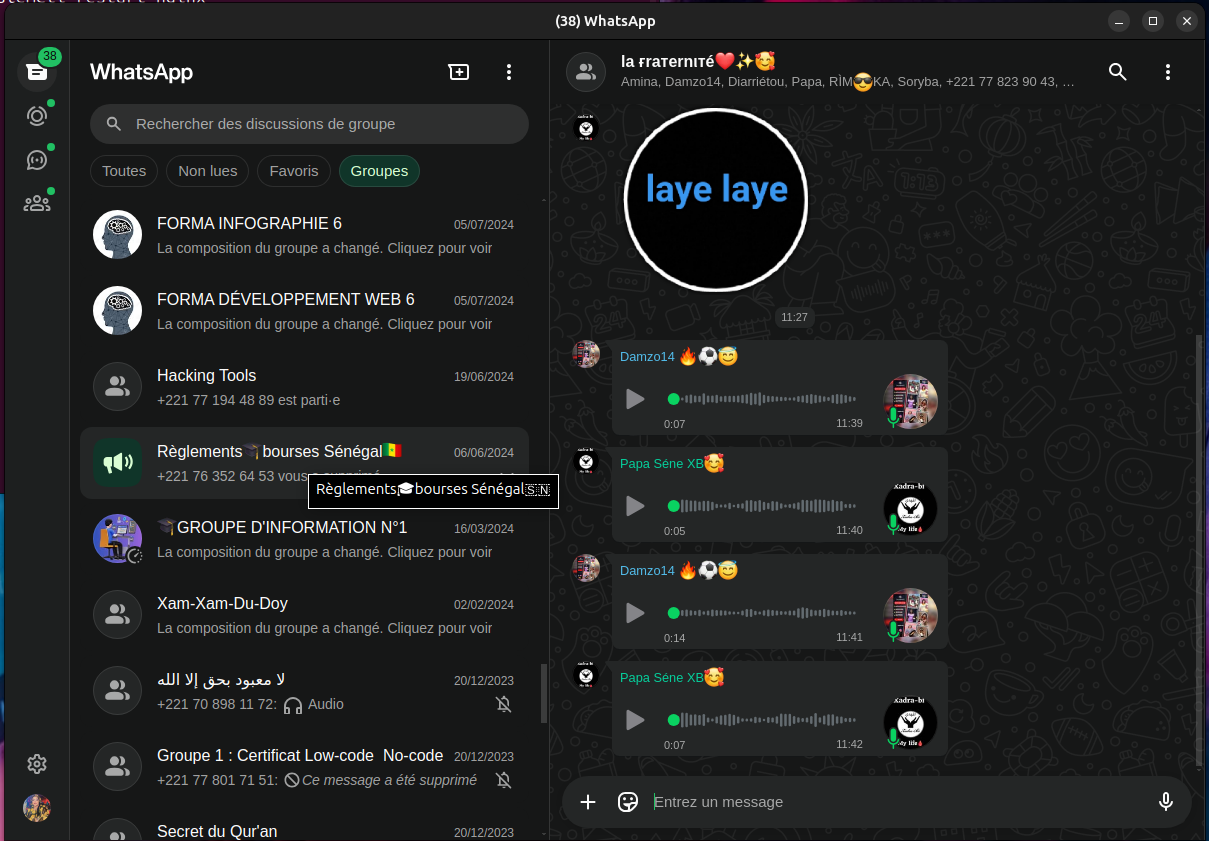 (38) WhatsApp
38
WhatsApp
Rechercher des discussions de groupe
Toutes
Non lues
Favoris
Groupes
FORMA INFOGRAPHIE 6
05/07/2024
La composition du groupe a changé. Cliquez pour voir
FORMA DÉVELOPPEMENT WEB 6
05/07/2024
La composition du groupe a changé. Cliquez pour voir
Hacking Tools
19/06/2024
+221 77 194 48 89 est parti·e
Règlements🎓bourses Sénégal🇸🇳
06/06/2024
+221 76 352 64 53 vous a supprimé
Règlements🎓bourses Sénégal🇸🇳
🎓GROUPE D'INFORMATION N°1
16/03/2024
La composition du groupe a changé. Cliquez pour voir
Xam-Xam-Du-Doy
02/02/2024
La composition du groupe a changé. Cliquez pour voir
لا معبود بحق إلا الله
20/12/2023
+221 70 898 11 72: Audio
Groupe 1 : Certificat Low-code No-code
20/12/2023
+221 77 801 71 51: Ce message a été supprimé
Secret du Qur'an
20/12/2023
la ғraтernιтé❤️✨🥰
Amina, Damzo14, Diarriétou, Papa, RÌM😎KA, Soryba, +221 77 823 90 43, …
laye laye
11:27
Damzo14 🔥⚽😇
0:07
11:39
Papa Séne XB🥰
0:05
11:40
Kadra-bi
My life
Damzo14 🔥⚽😇
0:14
11:41
Papa Séne XB🥰
0:07
11:42
Kadra-bi
My life
Entrez un message